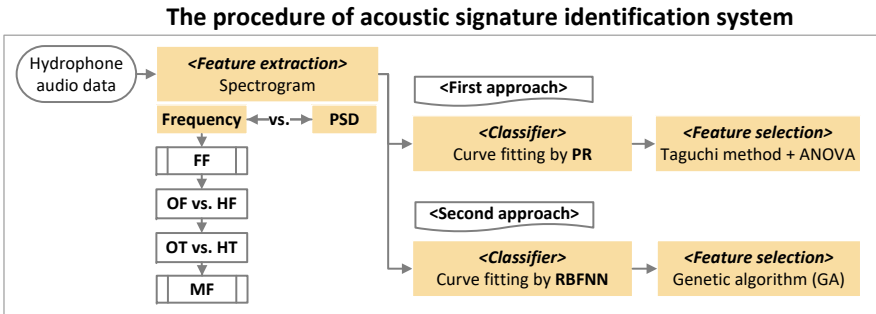 The procedure of acoustic signature identification system
Hydrophone
audio data
<Feature extraction>
Spectrogram
Frequency
vs.
PSD
FF
OF vs. HF
OT vs. HT
MF
<First approach>
<Classifier>
Curve fitting by PR
<Feature selection>
Taguchi method + ANOVA
<Second approach>
<Classifier>
Curve fitting by RBFNN
<Feature selection>
Genetic algorithm (GA)